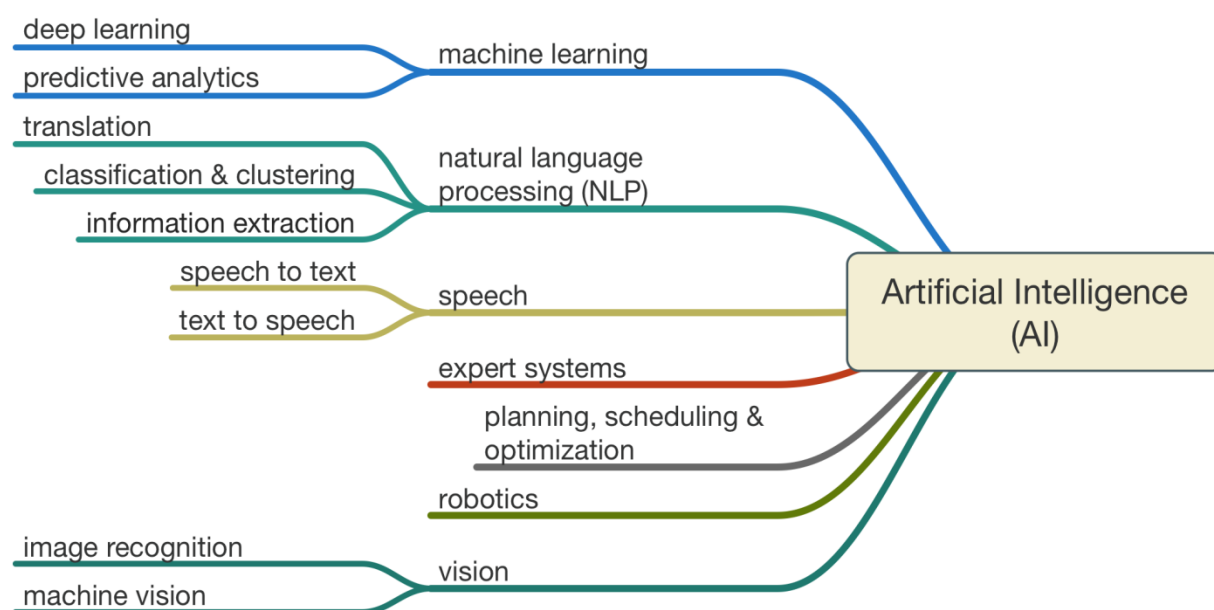 deep learning
predictive analytics
machine learning
translation
classification & clustering
information extraction
natural language
processing (NLP)
speech to text
text to speech
speech
expert systems
planning, scheduling &
optimization
robotics
image recognition
machine vision
vision
Artificial Intelligence
(AI)